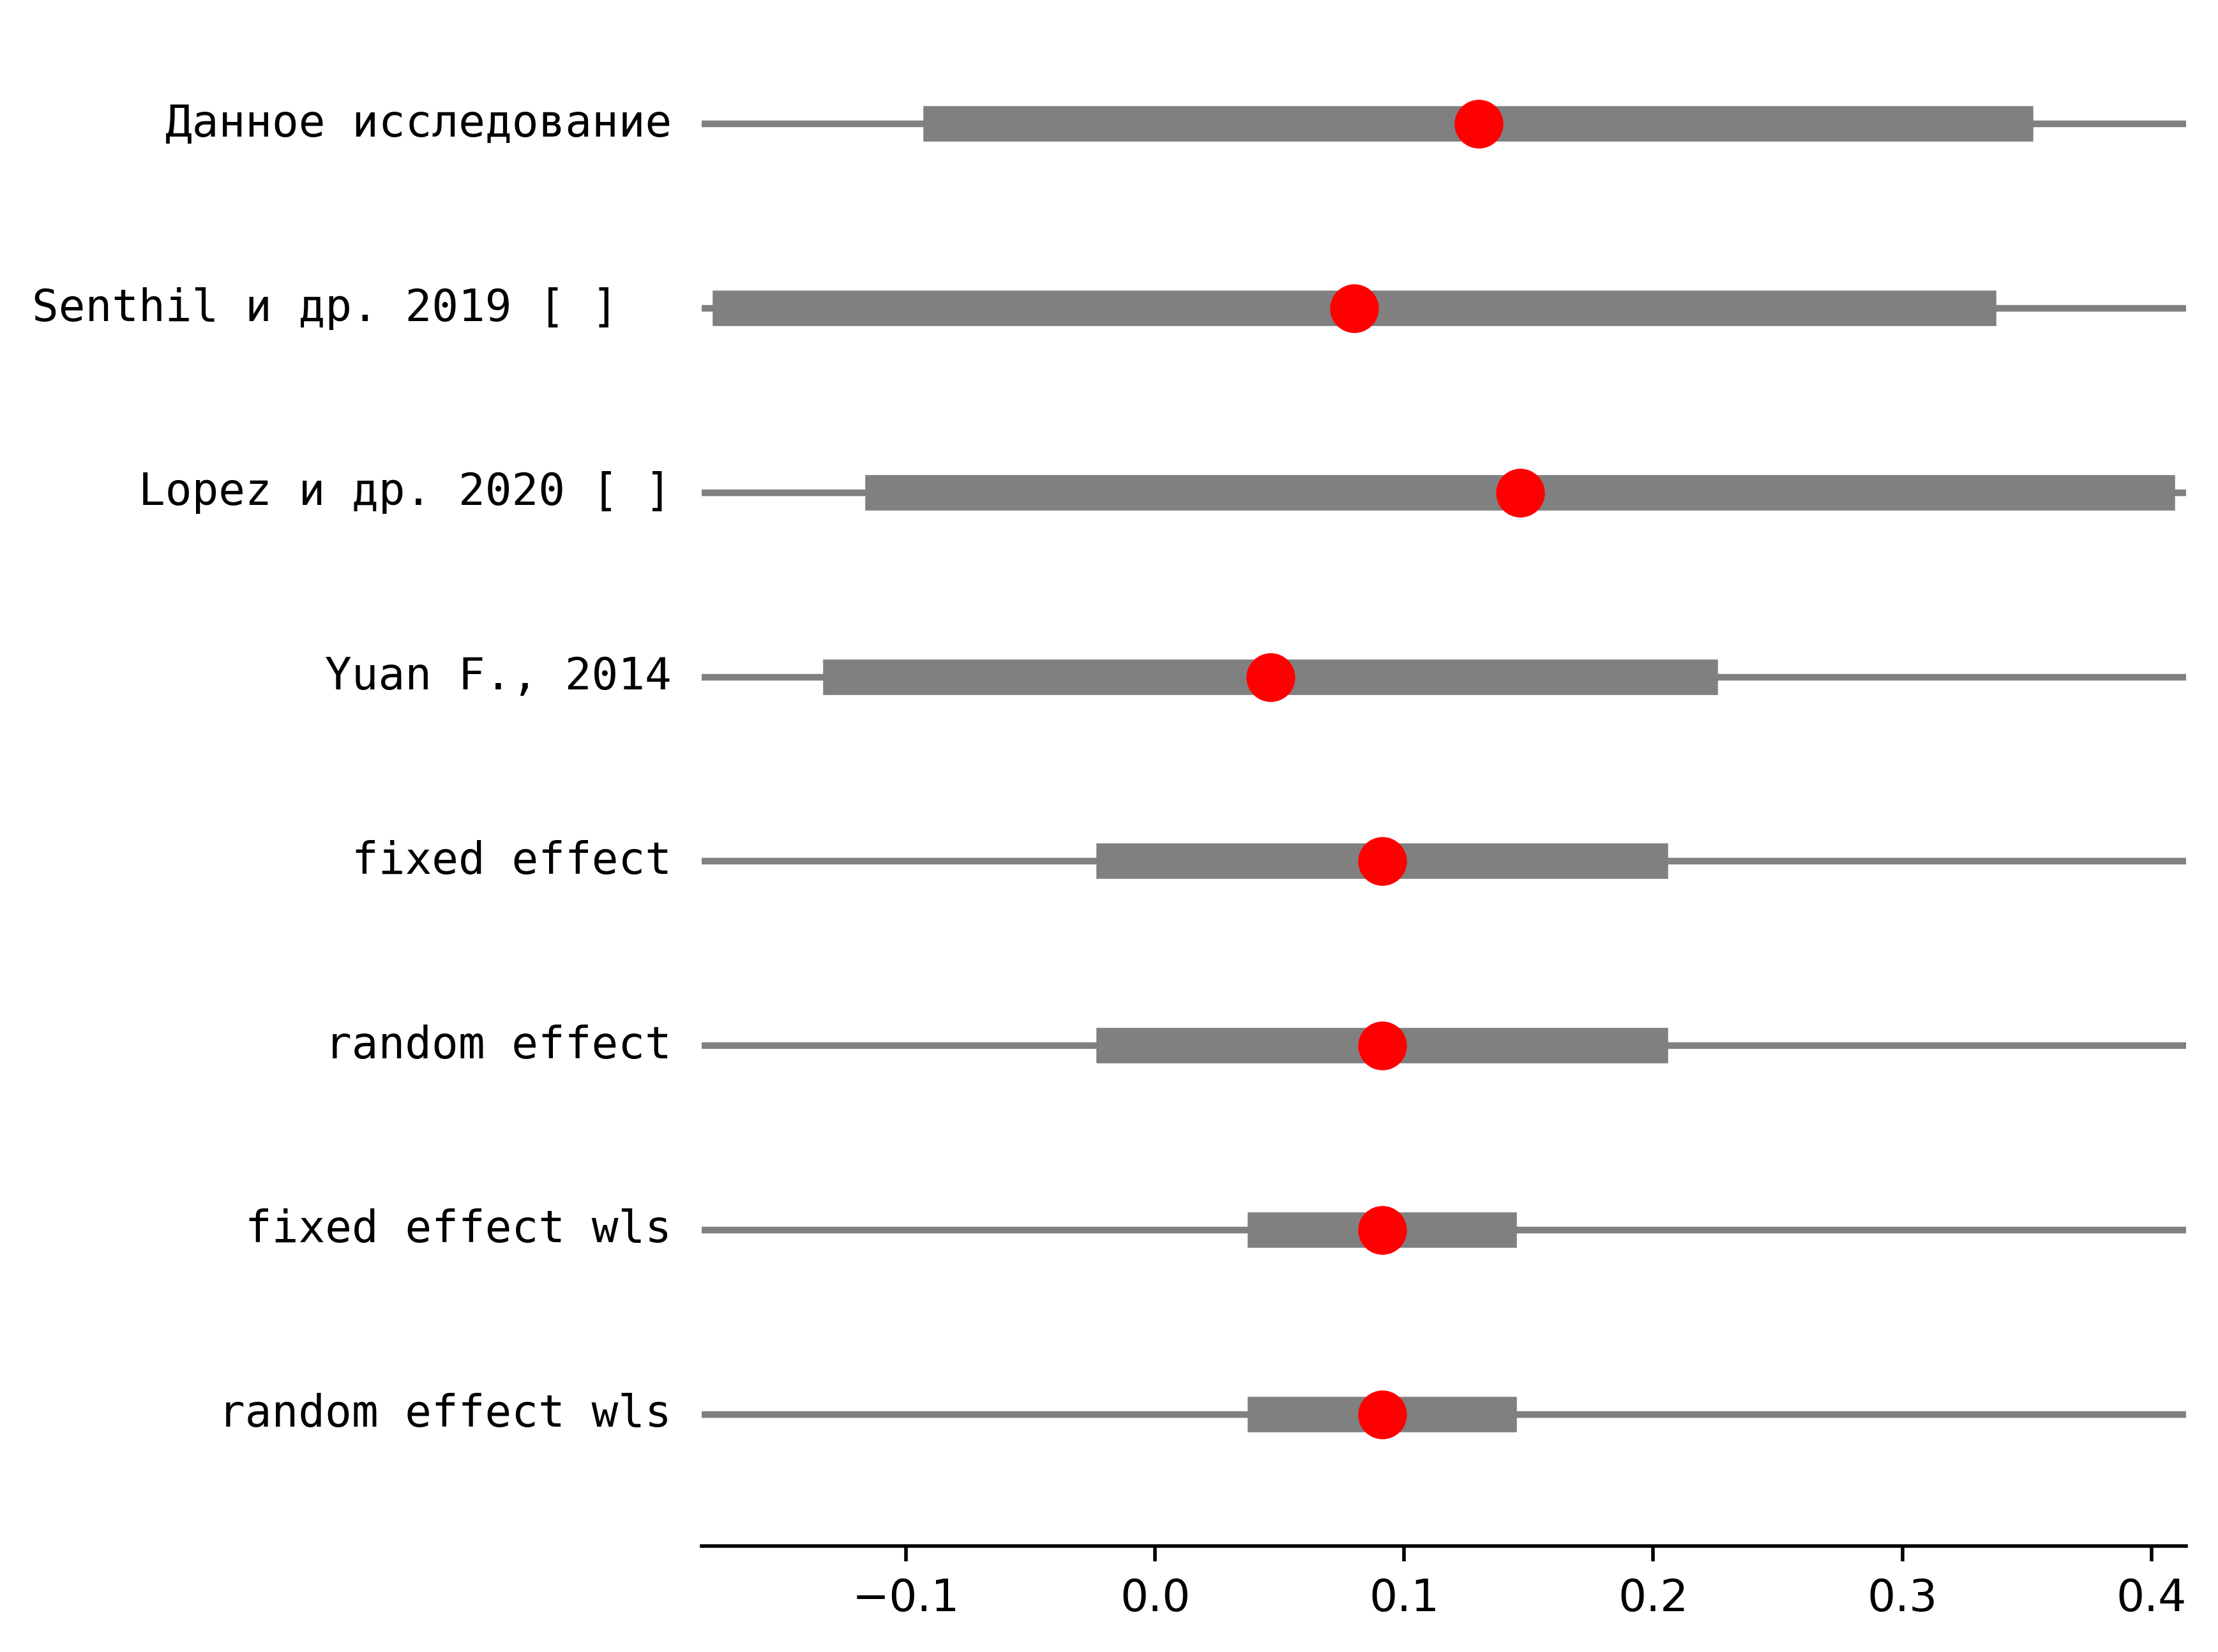 Данное исследование
Senthil и др. 2019 [ ]
Lopez и др. 2020 [ ]
Yuan F., 2014
fixed effect
random effect
fixed effect wls
random effect wls
−0.1 0.0 0.1 0.2 0.3 0.4